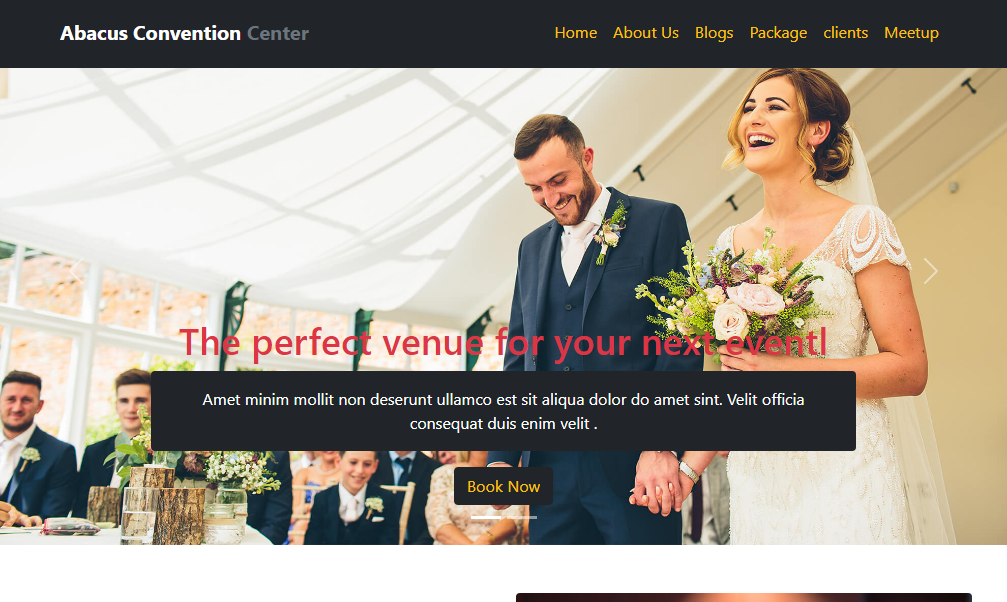 Abacus Convention Center
Home About Us Blogs Package clients Meetup
The perfect venue for your next event!
Amet minim mollit non deserunt ullamco est sit aliqua dolor do amet sint. Velit officia
consequat duis enim velit .
Book Now